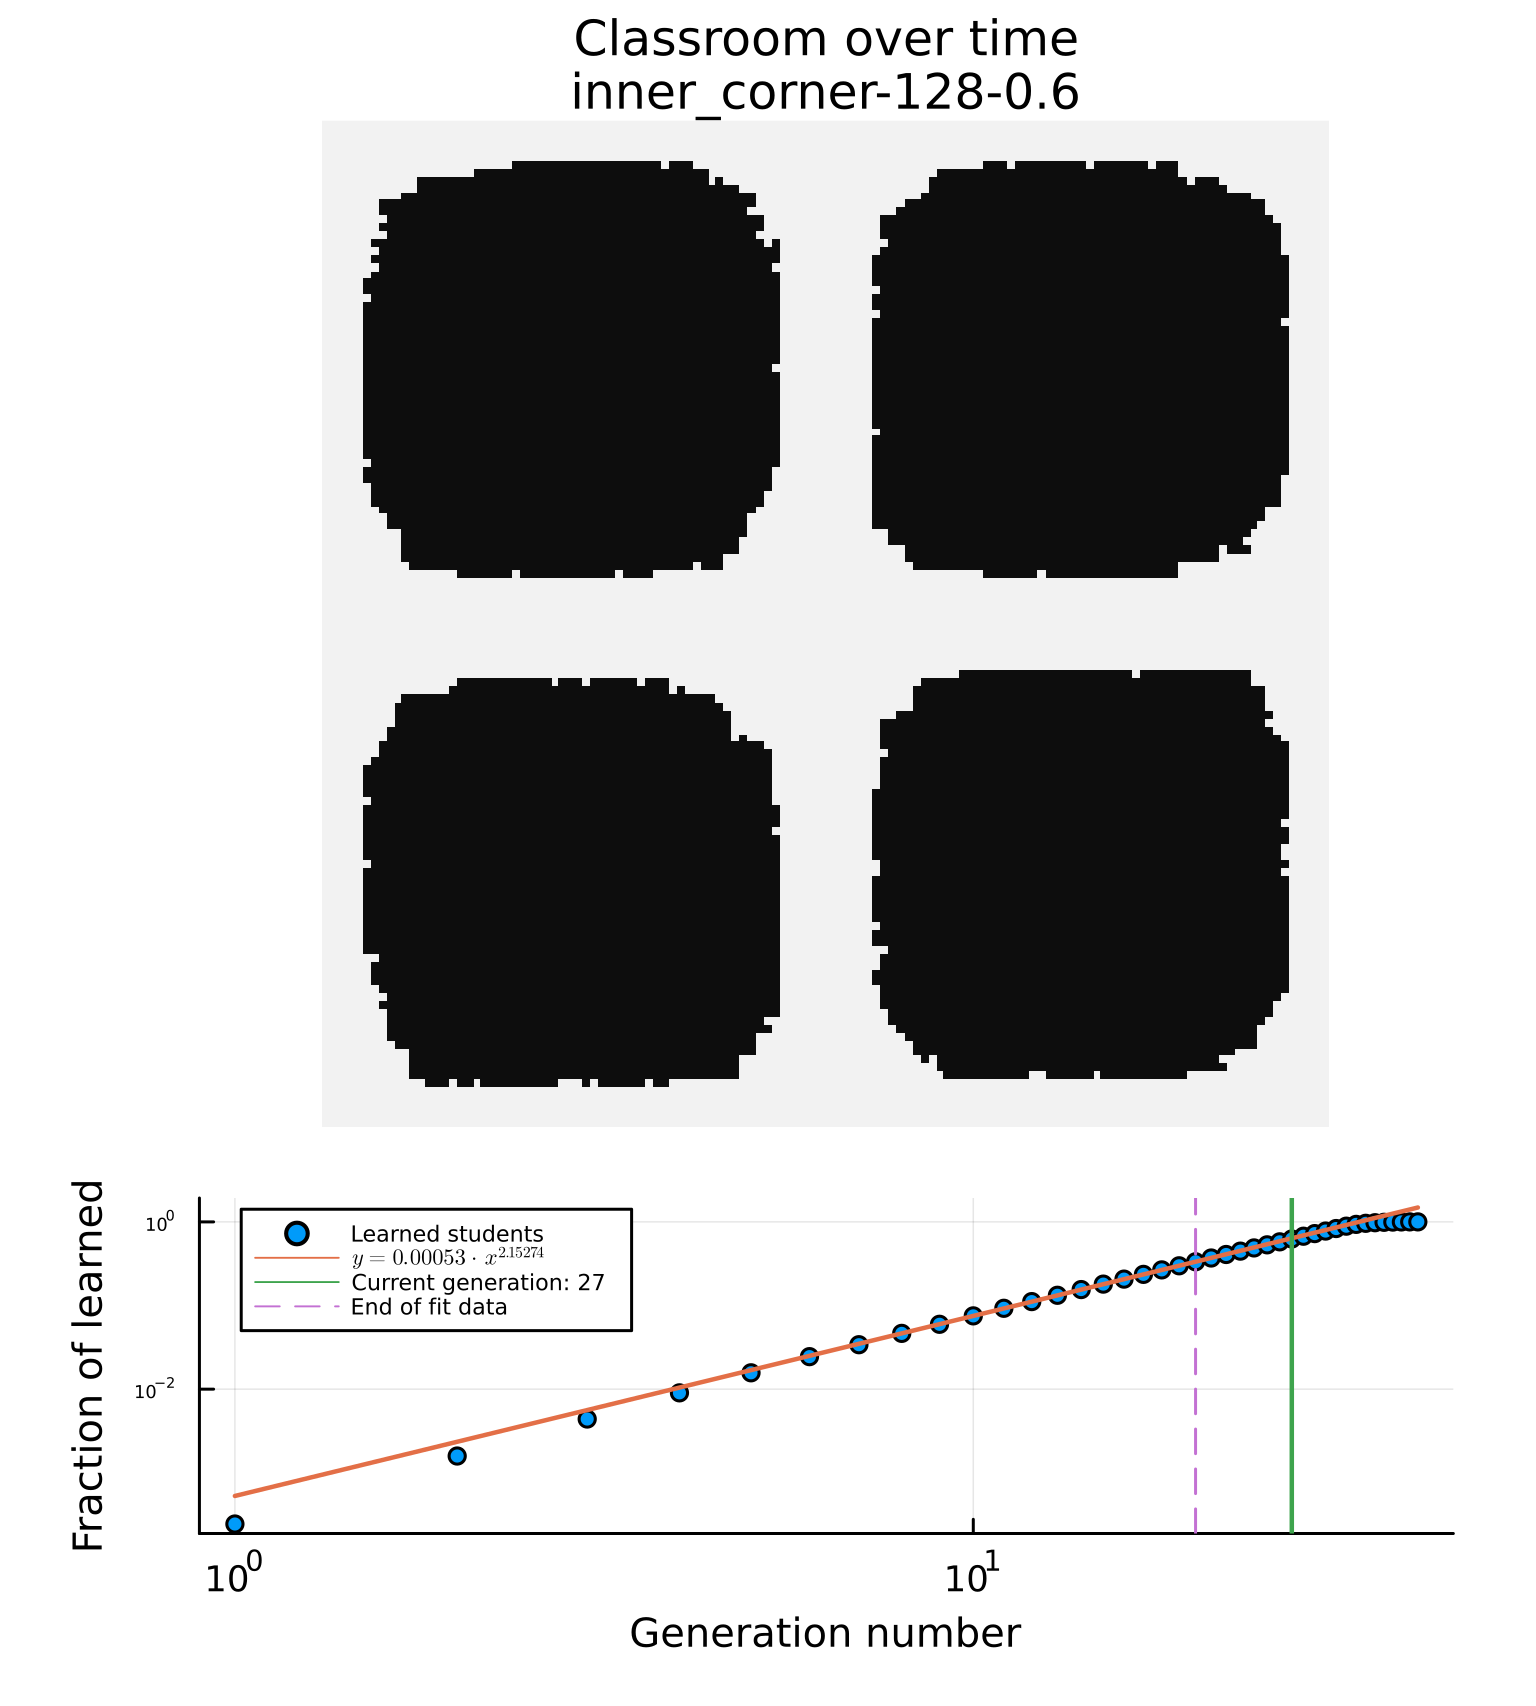 Classroom over time
inner_corner-128-0.6
Fraction of learned
10^0
10^−2
Learned students
y = 0.00053 · x^2.15274
Current generation: 27
End of fit data
10^0
10^1
Generation number